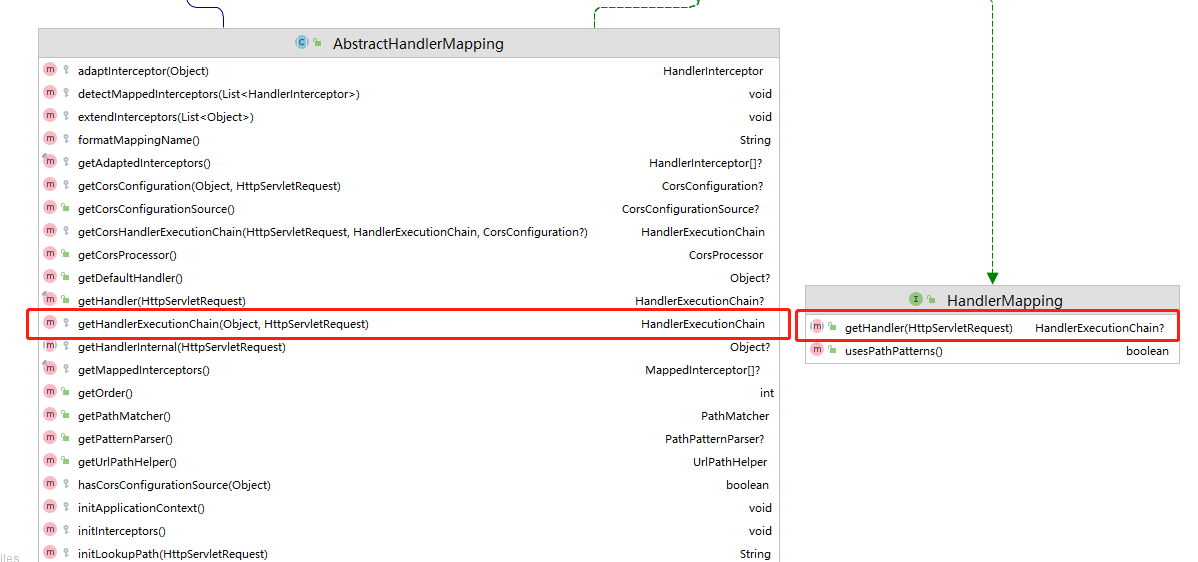 AbstractHandlerMapping
adaptInterceptor(Object) HandlerInterceptor
detectMappedInterceptors(List<HandlerInterceptor>) void
extendInterceptors(List<Object>) void
formatMappingName() String
getAdaptedInterceptors() HandlerInterceptor[]?
getCorsConfiguration(Object, HttpServletRequest) CorsConfiguration?
getCorsConfigurationSource() CorsConfigurationSource?
getCorsHandlerExecutionChain(HttpServletRequest, HandlerExecutionChain, CorsConfiguration?) HandlerExecutionChain
getCorsProcessor() CorsProcessor
getDefaultHandler() Object?
getHandler(HttpServletRequest) HandlerExecutionChain?
getHandlerExecutionChain(Object, HttpServletRequest) HandlerExecutionChain
getHandlerInternal(HttpServletRequest) Object?
getMappedInterceptors() MappedInterceptor[]?
getOrder() int
getPathMatcher() PathMatcher
getPatternParser() PathPatternParser?
getUrlPathHelper() UrlPathHelper
hasCorsConfigurationSource(Object) boolean
initApplicationContext() void
initInterceptors() void
initLookupPath(HttpServletRequest) String
HandlerMapping
getHandler(HttpServletRequest) HandlerExecutionChain?
usesPathPatterns() boolean